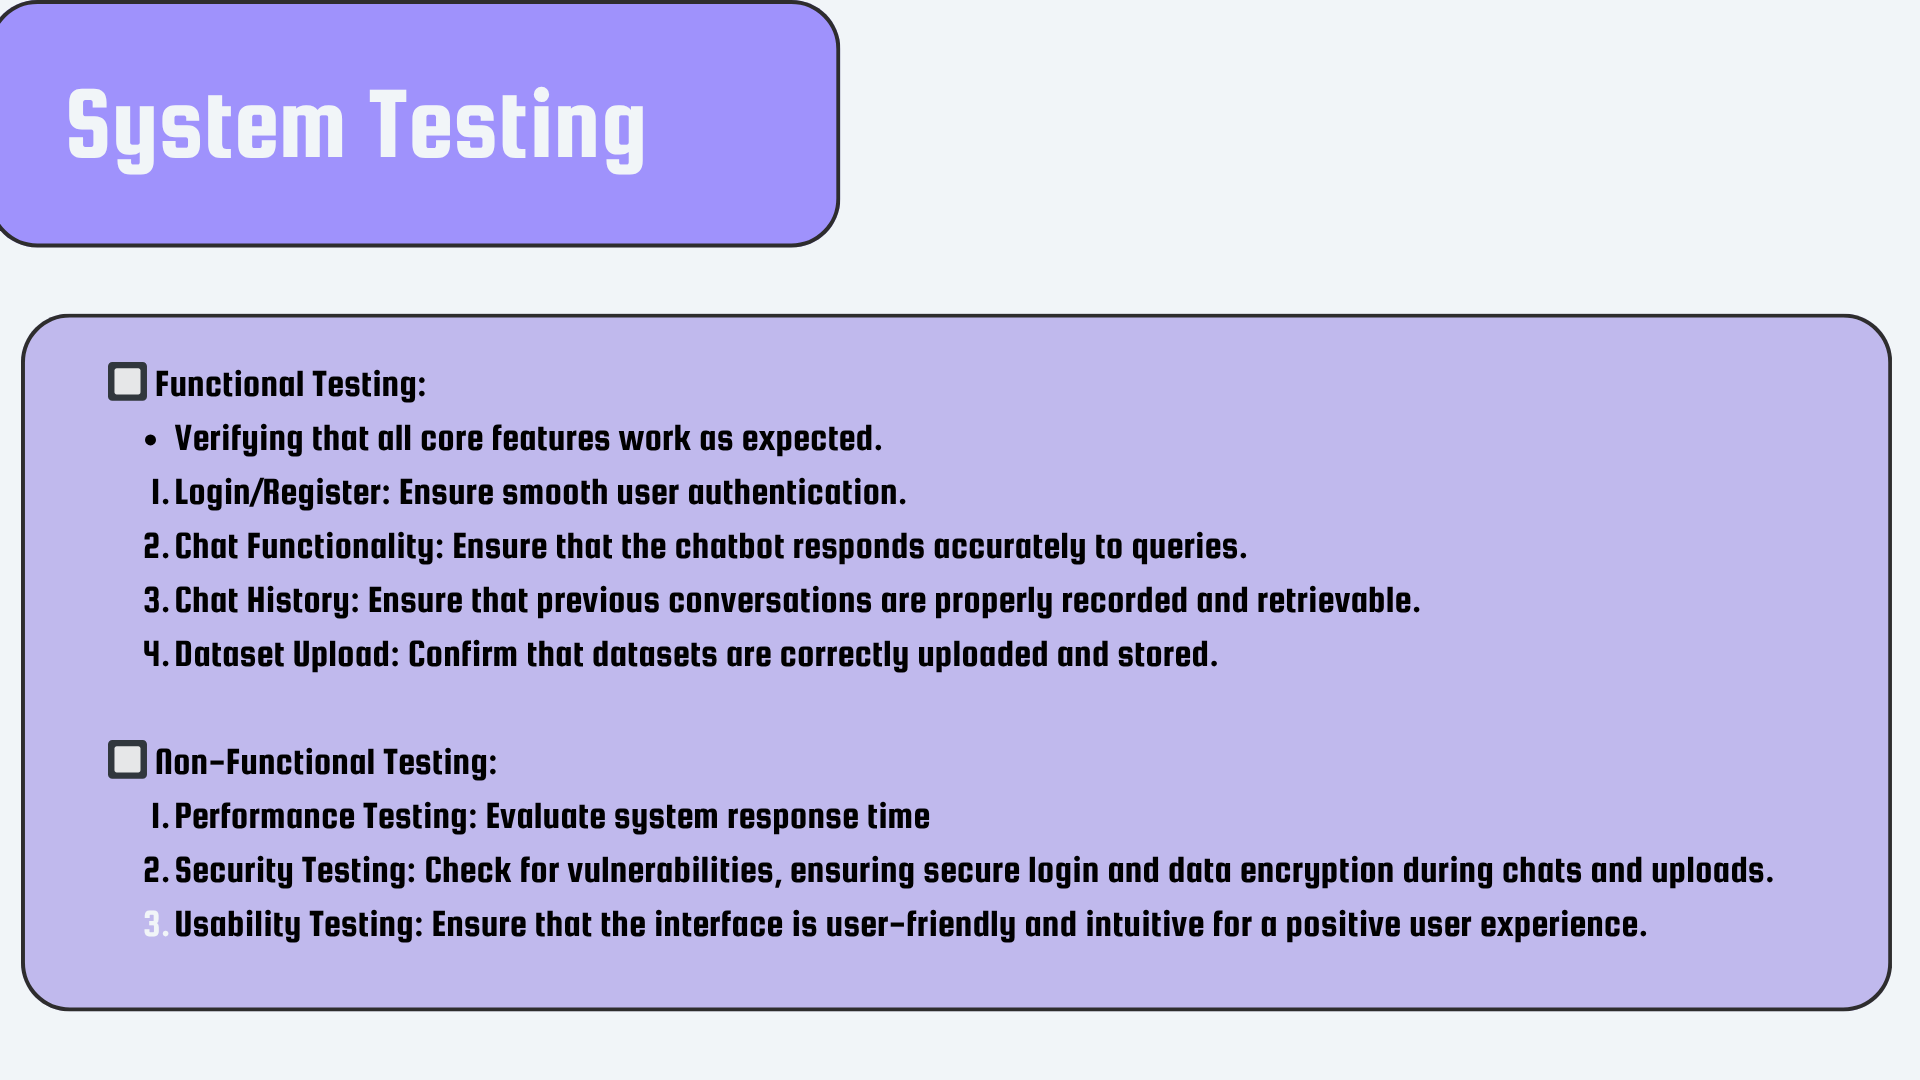 System Testing
🔲 Functional Testing:
• Verifying that all core features work as expected.
1. Login/Register: Ensure smooth user authentication.
2. Chat Functionality: Ensure that the chatbot responds accurately to queries.
3. Chat History: Ensure that previous conversations are properly recorded and retrievable.
4. Dataset Upload: Confirm that datasets are correctly uploaded and stored.
🔲 Non-Functional Testing:
1. Performance Testing: Evaluate system response time
2. Security Testing: Check for vulnerabilities, ensuring secure login and data encryption during chats and uploads.
3. Usability Testing: Ensure that the interface is user-friendly and intuitive for a positive user experience.